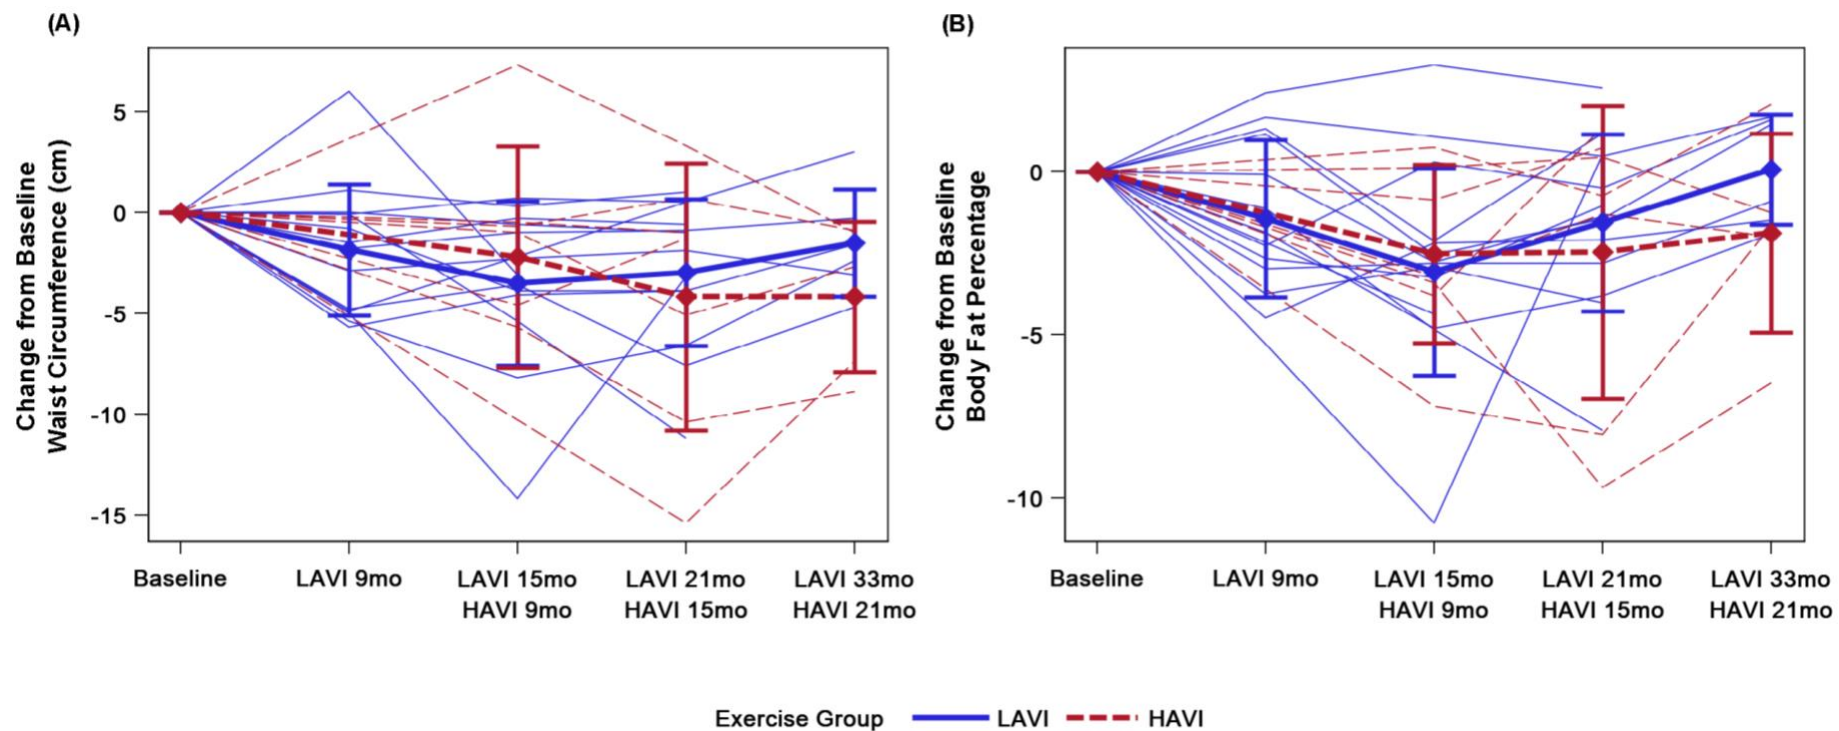 (A)
Change from Baseline
Waist Circumference (cm)
5
0
-5
-10
-15
Baseline
LAVI 9mo
LAVI 15mo
HAVI 9mo
LAVI 21mo
HAVI 15mo
LAVI 33mo
HAVI 21mo
(B)
Change from Baseline
Body Fat Percentage
0
-5
-10
Baseline
LAVI 9mo
LAVI 15mo
HAVI 9mo
LAVI 21mo
HAVI 15mo
LAVI 33mo
HAVI 21mo
Exercise Group LAVI HAVI